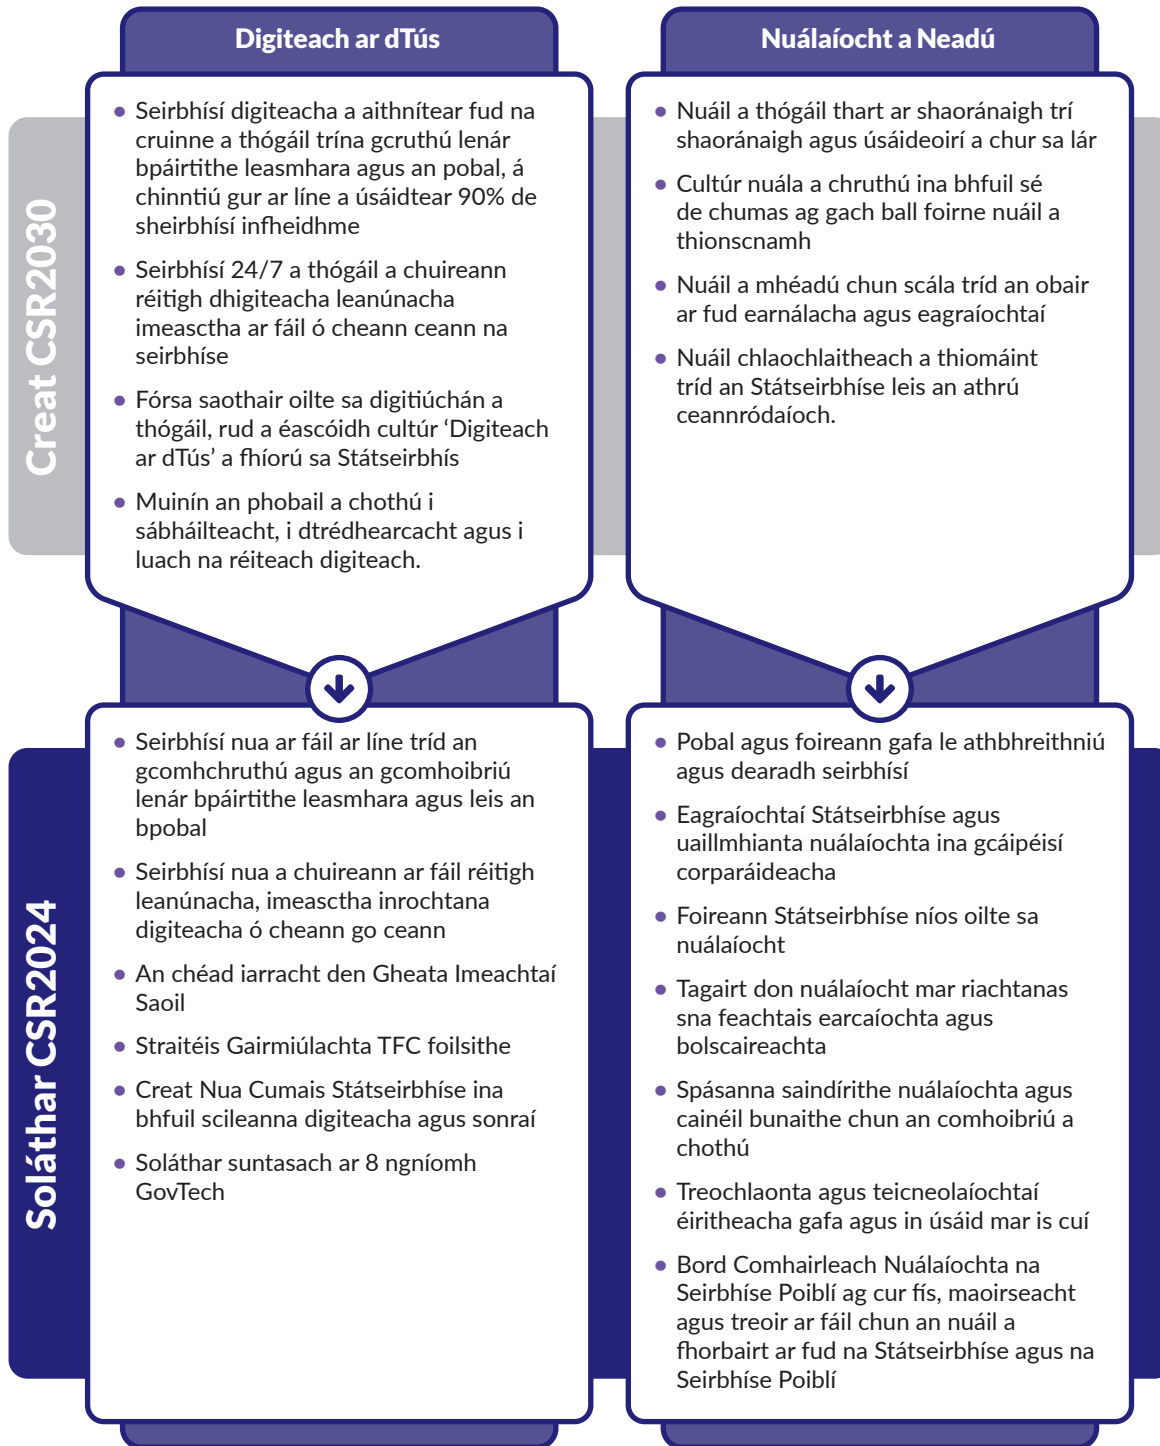 Digiteach ar dTús
Nuálaíocht a Neadú
Creat CSR2030
• Seirbhísí digiteacha a aithnítear fud na
cruinne a thógáil trína gcruthú lenár
bpáirtithe leasmhara agus an pobal, á
chinntiú gur ar líne a úsáidtear 90% de
sheirbhísí infheidhme
• Seirbhísí 24/7 a thógáil a chuireann
réitigh dhigiteacha leanúnacha
imeasctha ar fáil ó cheann ceann na
seirbhíse
• Fórsa saothair oilte sa digitiúchán a
thógáil, rud a éascóidh cultúr ‘Digiteach
ar dTús’ a fhíorú sa Státseirbhís
• Muinín an phobail a chothú i
sábháilteacht, i dtrédhearcacht agus i
luach na réiteach digiteach.
• Nuáil a thógáil thart ar shaoránaigh trí
shaoránaigh agus úsáideoirí a chur sa lár
• Cultúr nuála a chruthú ina bhfuil sé
de chumas ag gach ball foirne nuáil a
thionscnamh
• Nuáil a mhéadú chun scála tríd an obair
ar fud earnálacha agus eagraíochtaí
• Nuáil chlaochlaitheach a thiomáint
tríd an Státseirbhíse leis an athrú
ceannródaíoch.
Soláthar CSR2024
• Seirbhísí nua ar fáil ar líne tríd an
gcomhchruthú agus an gcomhoibriú
lenár bpáirtithe leasmhara agus leis an
bpobal
• Seirbhísí nua a chuireann ar fáil réitigh
leanúnacha, imeasctha inrochtana
digiteacha ó cheann go ceann
• An chéad iarracht den Gheata Imeachtaí
Saoil
• Straitéis Gairmiúlachta TFC foilsithe
• Creat Nua Cumais Státseirbhíse ina
bhfuil scileanna digiteacha agus sonraí
• Soláthar suntasach ar 8 ngníomh
GovTech
• Pobal agus foireann gafa le athbhreithniú
agus dearadh seirbhísí
• Eagraíochtaí Státseirbhíse agus
uaillmhianta nuálaíochta ina gcáipéisí
corparáideacha
• Foireann Státseirbhíse níos oilte sa
nuálaíocht
• Tagairt don nuálaíocht mar riachtanas
sna feachtais earcaíochta agus
bolscaireachta
• Spásanna saindírithe nuálaíochta agus
cainéil bunaithe chun an comhoibriú a
chothú
• Treochlaonta agus teicneolaíochtaí
éiritheacha gafa agus in úsáid mar is cuí
• Bord Comhairleach Nuálaíochta na
Seirbhíse Poiblí ag cur fís, maoirseacht
agus treoir ar fáil chun an nuáil a
fhorbairt ar fud na Státseirbhíse agus na
Seirbhíse Poiblí